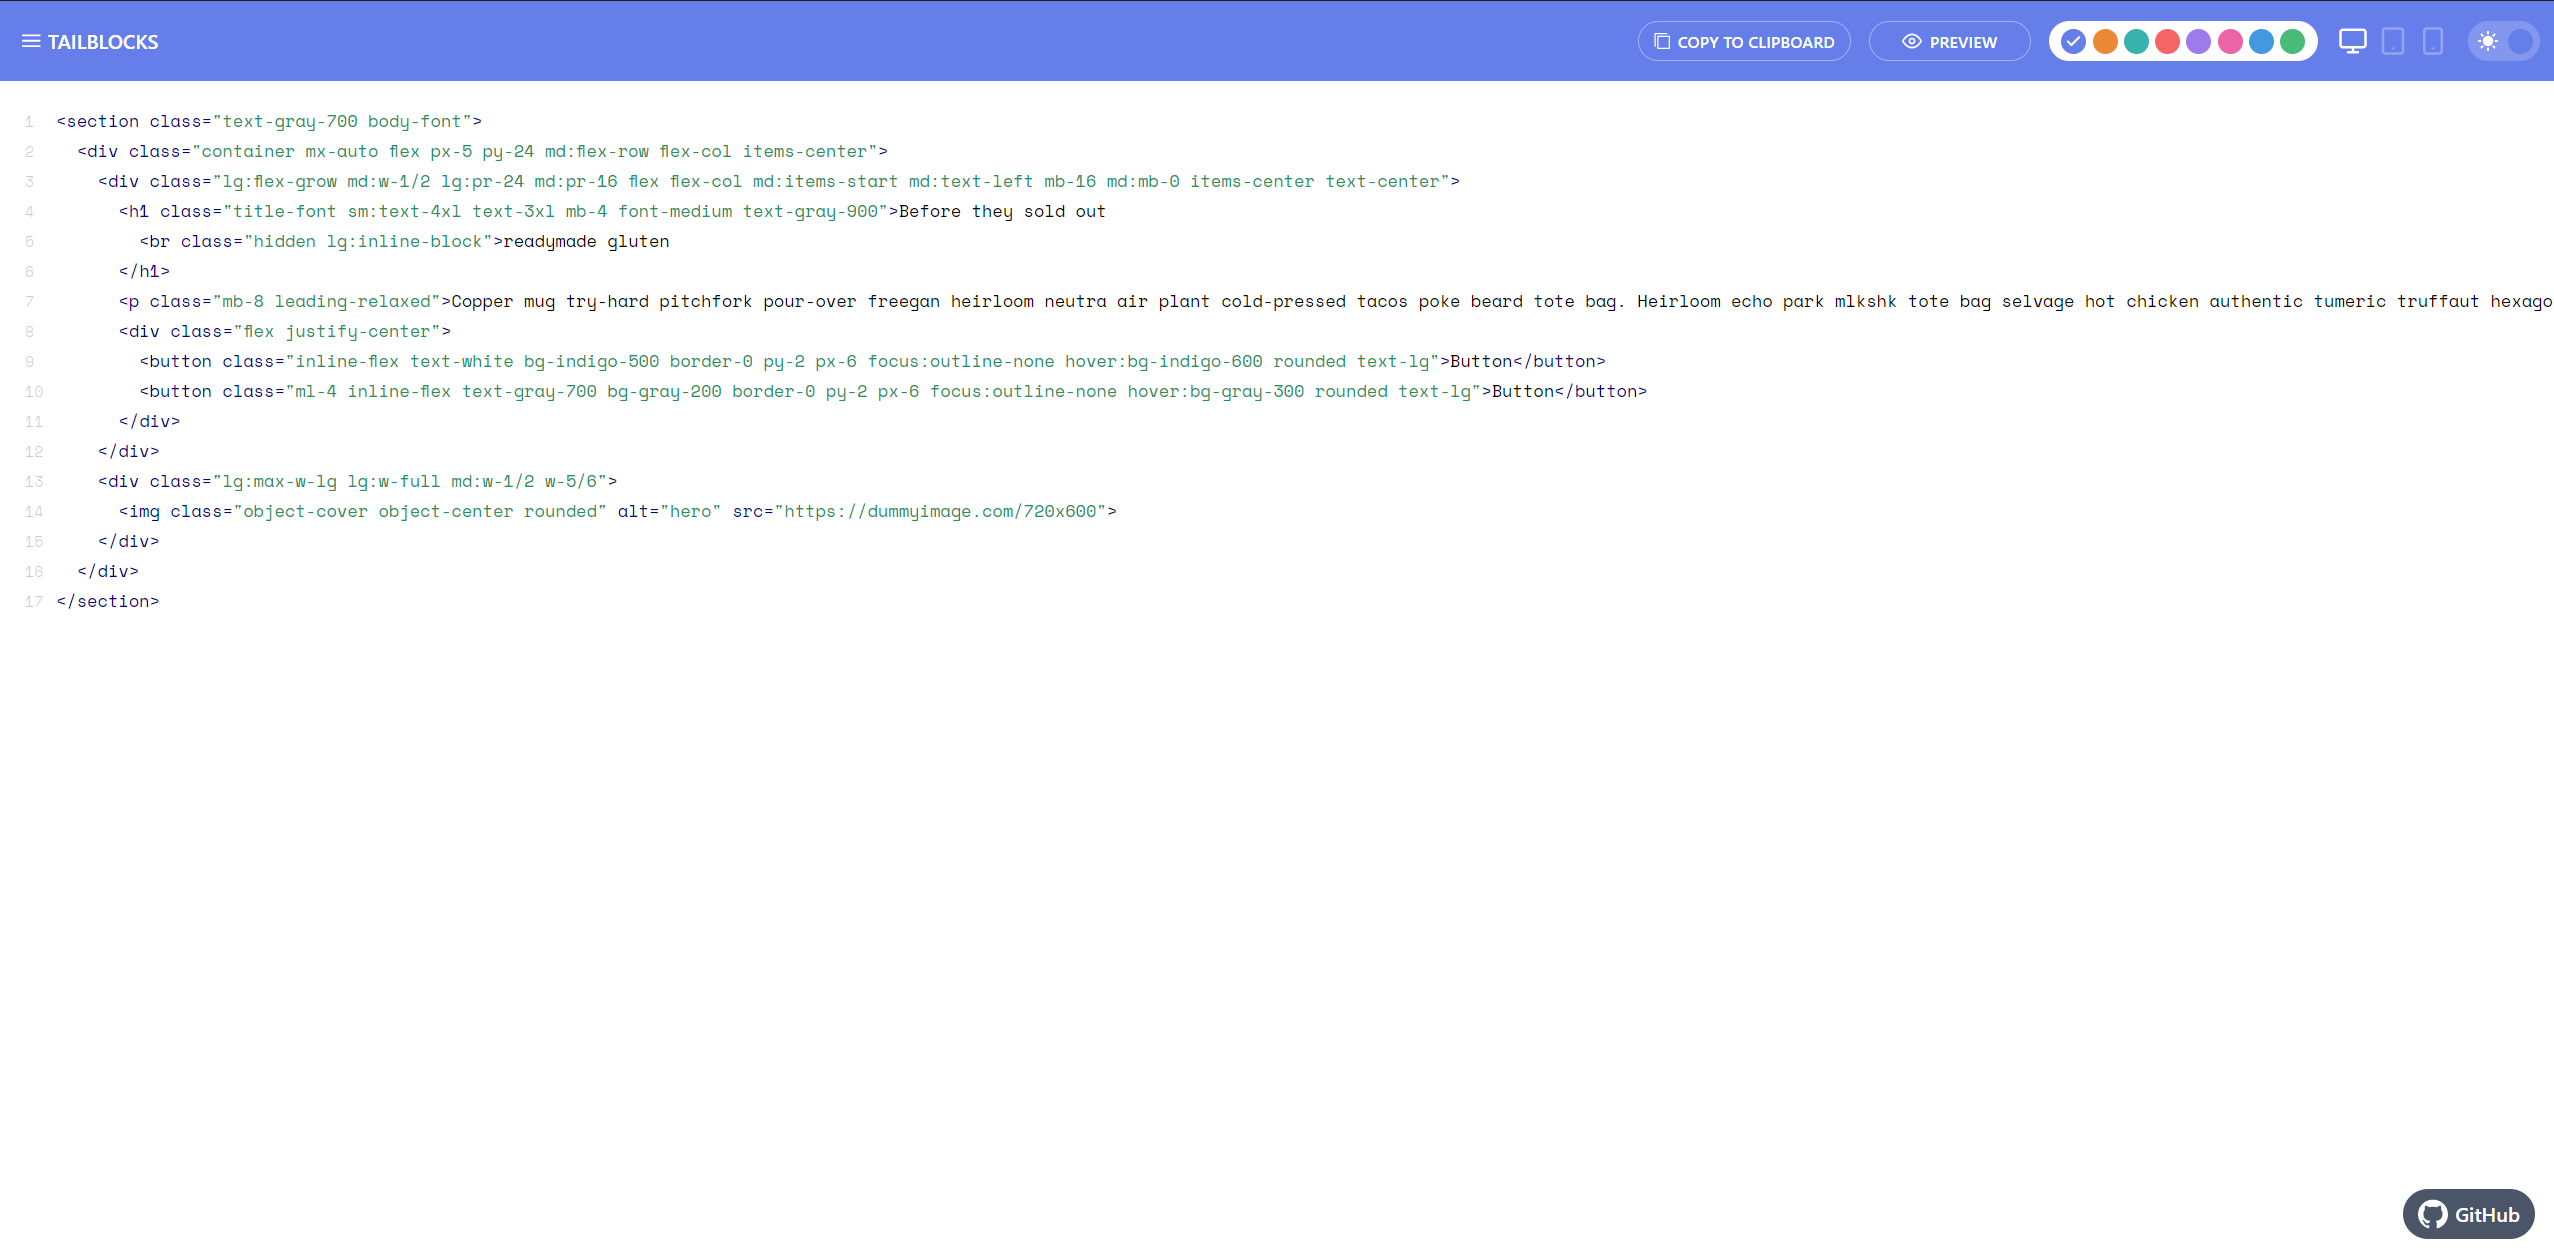 TAILBLOCKS
COPY TO CLIPBOARD
PREVIEW
1 <section class="text-gray-700 body-font">
2 <div class="container mx-auto flex px-5 py-24 md:flex-row flex-col items-center">
3 <div class="lg:flex-grow md:w-1/2 lg:pr-24 md:pr-16 flex flex-col md:items-start md:text-left mb-16 md:mb-0 items-center text-center">
4 <h1 class="title-font sm:text-4xl text-3xl mb-4 font-medium text-gray-900">Before they sold out
5 <br class="hidden lg:inline-block">readymade gluten
6 </h1>
7 <p class="mb-8 leading-relaxed">Copper mug try-hard pitchfork pour-over freegan heirloom neutra air plant cold-pressed tacos poke beard tote bag. Heirloom echo park mlkshk tote bag selvage hot chicken authentic tumeric truffaut hexago
8 <div class="flex justify-center">
9 <button class="inline-flex text-white bg-indigo-500 border-0 py-2 px-6 focus:outline-none hover:bg-indigo-600 rounded text-lg">Button</button>
10 <button class="ml-4 inline-flex text-gray-700 bg-gray-200 border-0 py-2 px-6 focus:outline-none hover:bg-gray-300 rounded text-lg">Button</button>
11 </div>
12 </div>
13 <div class="lg:max-w-lg lg:w-full md:w-1/2 w-5/6">
14 <img class="object-cover object-center rounded" alt="hero" src="https://dummyimage.com/720x600">
15 </div>
16 </div>
17 </section>
GitHub